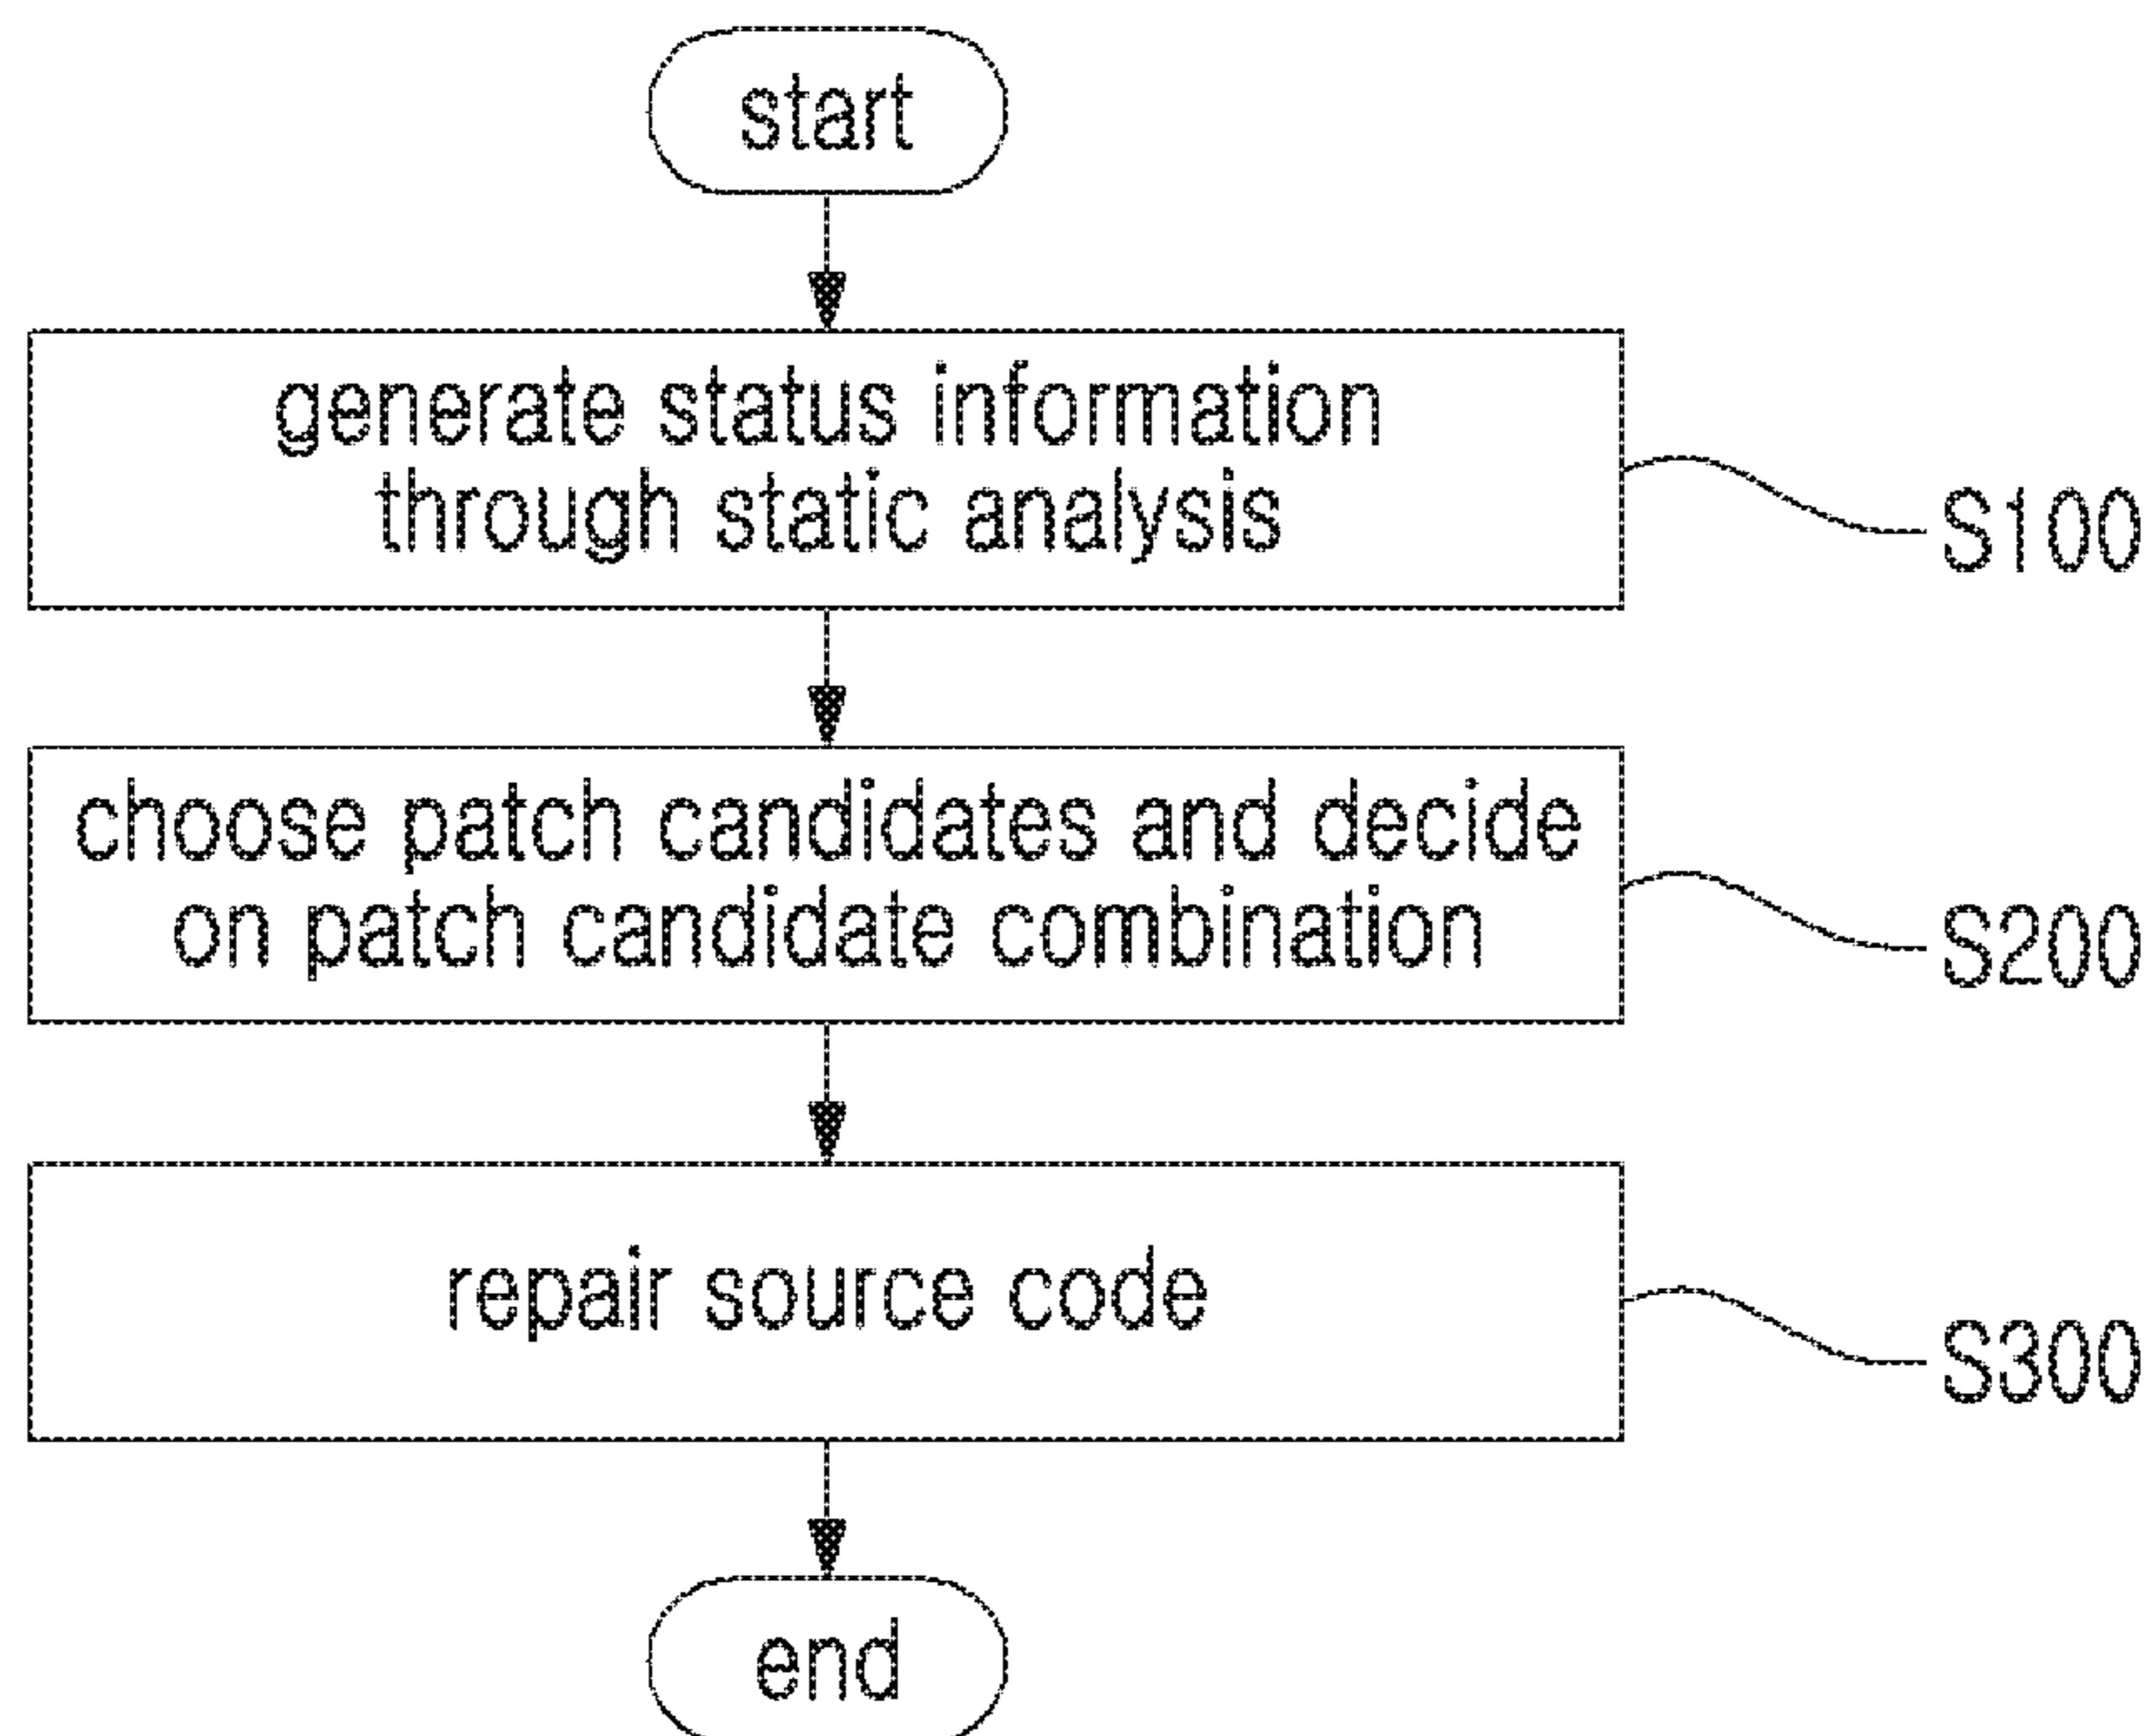 start
generate status information
through static analysis
S100
choose patch candidates and decide
on patch candidate combination
S200
repair source code
S300
end